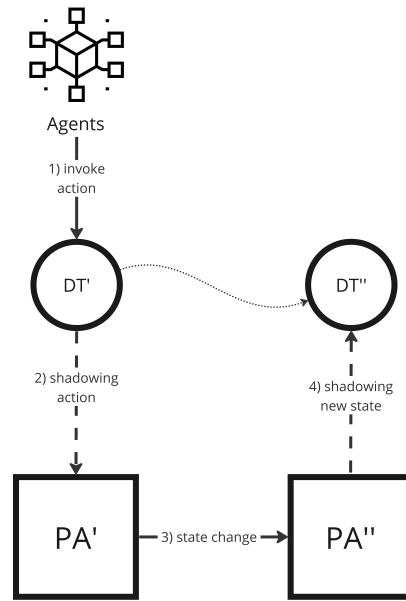 Agents
1) invoke
action
DT'
DT''
2) shadowing
action
4) shadowing
new state
PA'
3) state change
PA''